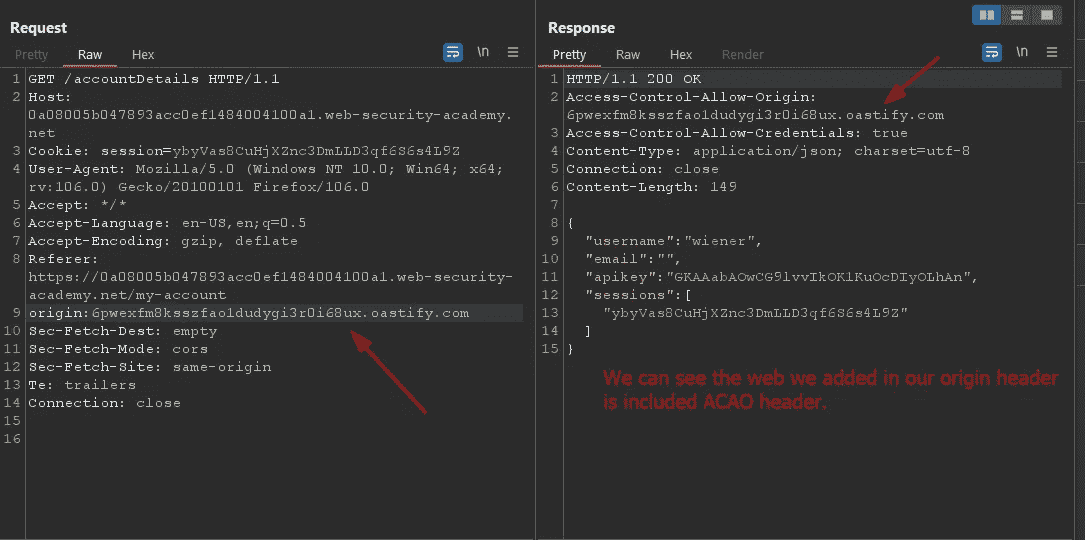 Request
Pretty Raw Hex
\n
1 GET /accountDetails HTTP/1.1
2 Host:
0a08005b047893acc0ef1484004100a1.web-security-academy.
net
3 Cookie: session=ybyVas8CuHjXZnc3DmLLD3qf6S6s4L9Z
4 User-Agent: Mozilla/5.0 (Windows NT 10.0; Win64; x64;
rv:106.0) Gecko/20100101 Firefox/106.0
5 Accept: */*
6 Accept-Language: en-US,en;q=0.5
7 Accept-Encoding: gzip, deflate
8 Referer:
https://0a08005b047893acc0ef1484004100a1.web-security-
academy.net/my-account
9 origin:6pwexfm8ksszfao1dudygi3r0i68ux.oastify.com
10 Sec-Fetch-Dest: empty
11 Sec-Fetch-Mode: cors
12 Sec-Fetch-Site: same-origin
13 Te: trailers
14 Connection: close
15
16
Response
Pretty Raw Hex Render
\n
1 HTTP/1.1 200 OK
2 Access-Control-Allow-Origin:
6pwexfm8ksszfao1dudygi3r0i68ux.oastify.com
3 Access-Control-Allow-Credentials: true
4 Content-Type: application/json; charset=utf-8
5 Connection: close
6 Content-Length: 149
7
8 {
9 "username":"wiener",
10 "email":"",
11 "apikey":"GKAAabAOwCG9lvvIkOK1KuOcDIyOLhAn",
12 "sessions":[
13 "ybyVas8CuHjXZnc3DmLLD3qf6S6s4L9Z"
14 ]
15 }
We can see the web we added in our origin header
is included ACAO header.